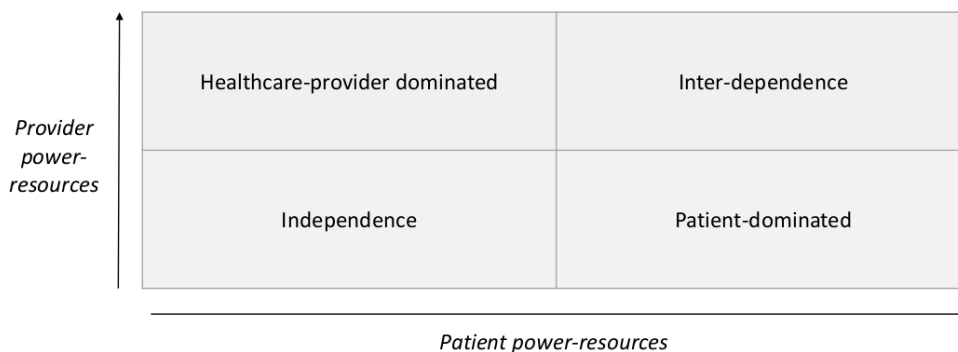 Healthcare-provider dominated
Inter-dependence
Provider
power-
resources
Independence
Patient-dominated
Patient power-resources